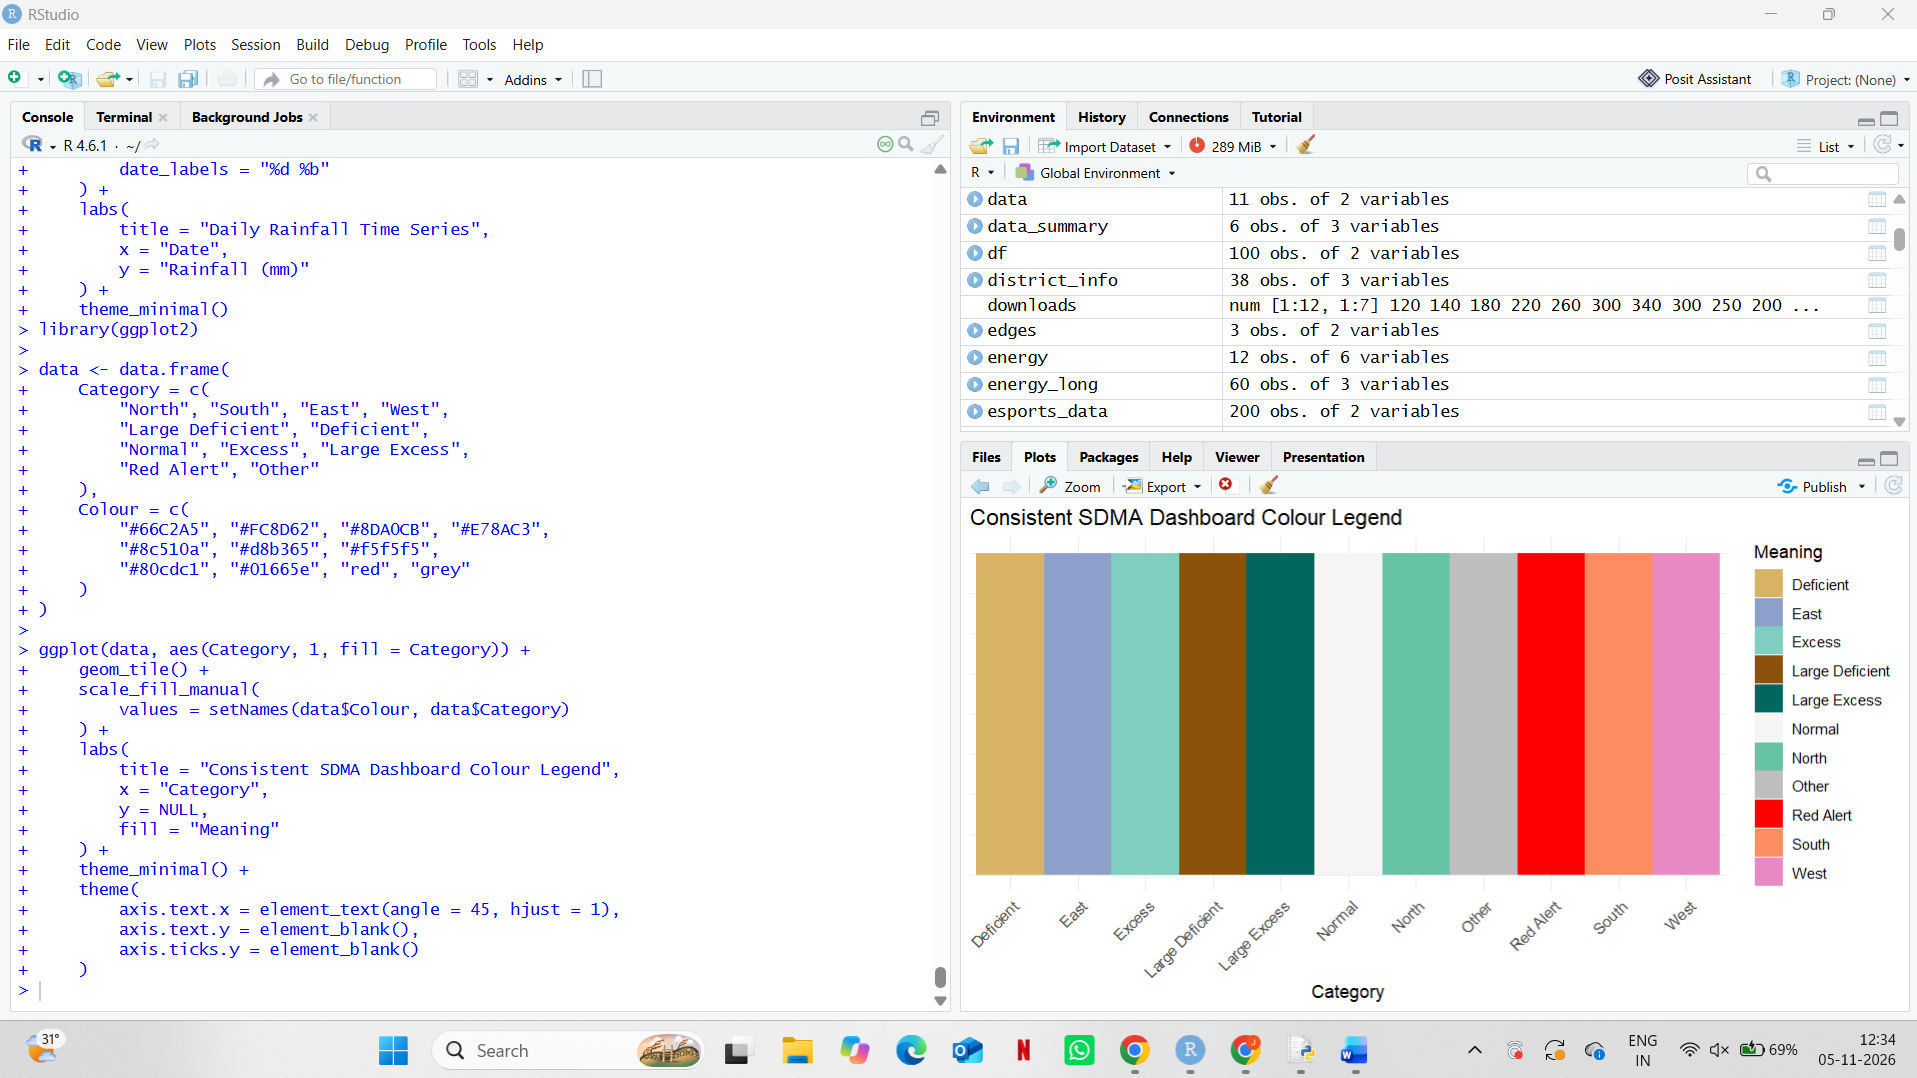 RStudio
File Edit Code View Plots Session Build Debug Profile Tools Help
Go to file/function Addins Posit Assistant Project: (None)
Console Terminal Background Jobs
R 4.6.1 · ~/
+         date_labels = "%d %b"
+     ) +
+     labs(
+         title = "Daily Rainfall Time Series",
+         x = "Date",
+         y = "Rainfall (mm)"
+     ) +
+     theme_minimal()
> library(ggplot2)
>
> data <- data.frame(
+     Category = c(
+         "North", "South", "East", "West",
+         "Large Deficient", "Deficient",
+         "Normal", "Excess", "Large Excess",
+         "Red Alert", "Other"
+     ),
+     Colour = c(
+         "#66C2A5", "#FC8D62", "#8DA0CB", "#E78AC3",
+         "#8c510a", "#d8b365", "#f5f5f5",
+         "#80cdc1", "#01665e", "red", "grey"
+     )
+ )
>
> ggplot(data, aes(Category, 1, fill = Category)) +
+     geom_tile() +
+     scale_fill_manual(
+         values = setNames(data$Colour, data$Category)
+     ) +
+     labs(
+         title = "Consistent SDMA Dashboard Colour Legend",
+         x = "Category",
+         y = NULL,
+         fill = "Meaning"
+     ) +
+     theme_minimal() +
+     theme(
+         axis.text.x = element_text(angle = 45, hjust = 1),
+         axis.text.y = element_blank(),
+         axis.ticks.y = element_blank()
+     )
>
Environment History Connections Tutorial
Import Dataset 289 MiB List
R Global Environment
data 11 obs. of 2 variables
data_summary 6 obs. of 3 variables
df 100 obs. of 2 variables
district_info 38 obs. of 3 variables
downloads num [1:12, 1:7] 120 140 180 220 260 300 340 300 250 200 ...
edges 3 obs. of 2 variables
energy 12 obs. of 6 variables
energy_long 60 obs. of 3 variables
esports_data 200 obs. of 2 variables
Files Plots Packages Help Viewer Presentation
Zoom Export Publish
Consistent SDMA Dashboard Colour Legend
Meaning
Deficient
East
Excess
Large Deficient
Large Excess
Normal
North
Other
Red Alert
South
West
Deficient East Excess Large Deficient Large Excess Normal North Other Red Alert South West
Category
31°
Search
ENG
IN
69%
12:34
05-11-2026